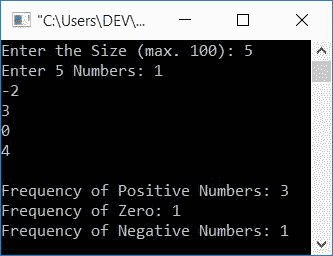 "C:\Users\DEV\...
Enter the Size (max. 100): 5
Enter 5 Numbers: 1
-2
3
0
4
Frequency of Positive Numbers: 3
Frequency of Zero: 1
Frequency of Negative Numbers: 1